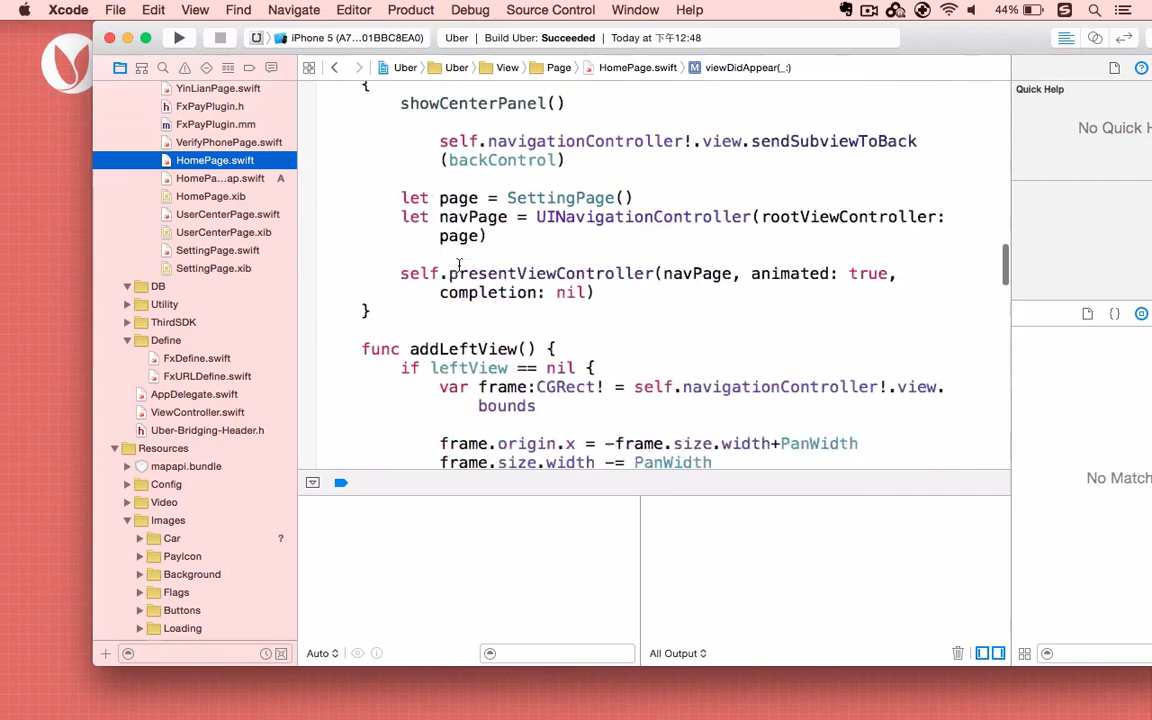 Xcode File Edit View Find Navigate Editor Product Debug Source Control Window Help 44%
iPhone 5 (A7...01BBC8EA0) Uber Build Uber: Succeeded Today at 下午12:48
Uber Uber View Page HomePage.swift M viewDidAppear(_:)
YinLianPage.swift
FxPayPlugin.h
FxPayPlugin.mm
VerifyPhonePage.swift
HomePage.swift
HomePa...ap.swift A
HomePage.xib
UserCenterPage.swift
UserCenterPage.xib
SettingPage.swift
SettingPage.xib
DB
Utility
ThirdSDK
Define
FxDefine.swift
FxURLDefine.swift
AppDelegate.swift
ViewController.swift
Uber-Bridging-Header.h
Resources
mapapi.bundle
Config
Video
Images
Car ?
PayIcon
Background
Flags
Buttons
Loading
{
showCenterPanel()
self.navigationController!.view.sendSubviewToBack
(backControl)
let page = SettingPage()
let navPage = UINavigationController(rootViewController:
page)
self.presentViewController(navPage, animated: true,
completion: nil)
}
func addLeftView() {
if leftView == nil {
var frame:CGRect! = self.navigationController!.view.
bounds
frame.origin.x = -frame.size.width+PanWidth
frame.size.width -= PanWidth
Auto
All Output
Quick Help
No Quick H
{ }
No Match